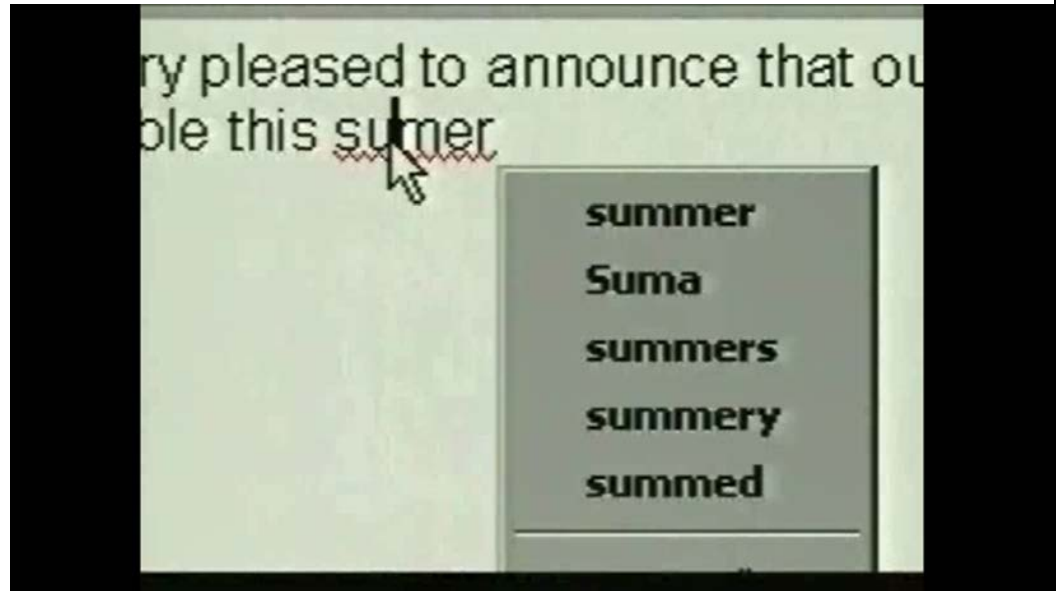 ry pleased to announce that ou
ble this sumer
summer
Suma
summers
summery
summed